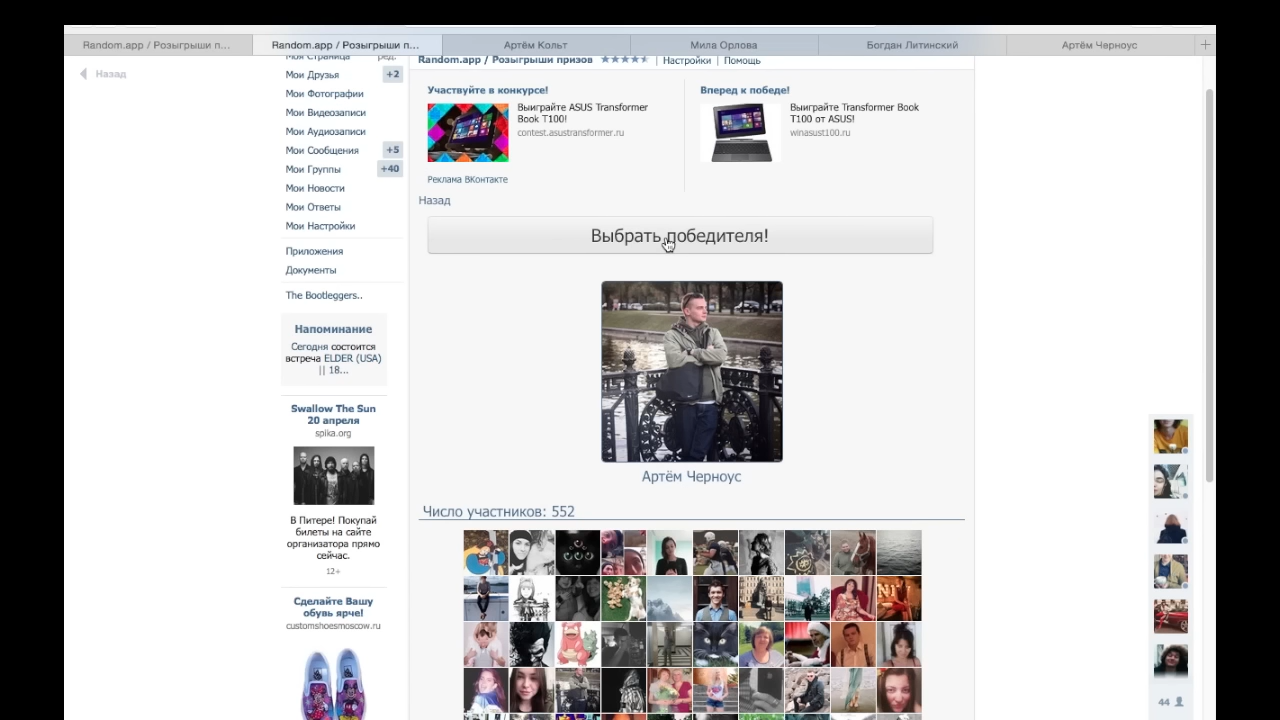 Random.app / Розыгрыши п...
Random.app / Розыгрыши п...
Артём Кольт
Мила Орлова
Богдан Литинский
Артём Черноус
+
Назад
Моя Страница
ред.
Мои Друзья
+2
Мои Фотографии
Мои Видеозаписи
Мои Аудиозаписи
Мои Сообщения
+5
Мои Группы
+40
Мои Новости
Мои Ответы
Мои Настройки
Приложения
Документы
The Bootleggers..
Напоминание
Сегодня состоится
встреча ELDER (USA)
|| 18...
Swallow The Sun
20 апреля
spika.org
В Питере! Покупай
билеты на сайте
организатора прямо
сейчас.
12+
Сделайте Вашу
обувь ярче!
customshoesmoscow.ru
Random.app / Розыгрыши призов
| Настройки | Помощь
Участвуйте в конкурсе!
Выиграйте ASUS Transformer
Book T100!
contest.asustransformer.ru
Вперед к победе!
Выиграйте Transformer Book
T100 от ASUS!
winasust100.ru
Реклама ВКонтакте
Назад
Выбрать победителя!
Артём Черноус
Число участников: 552
44